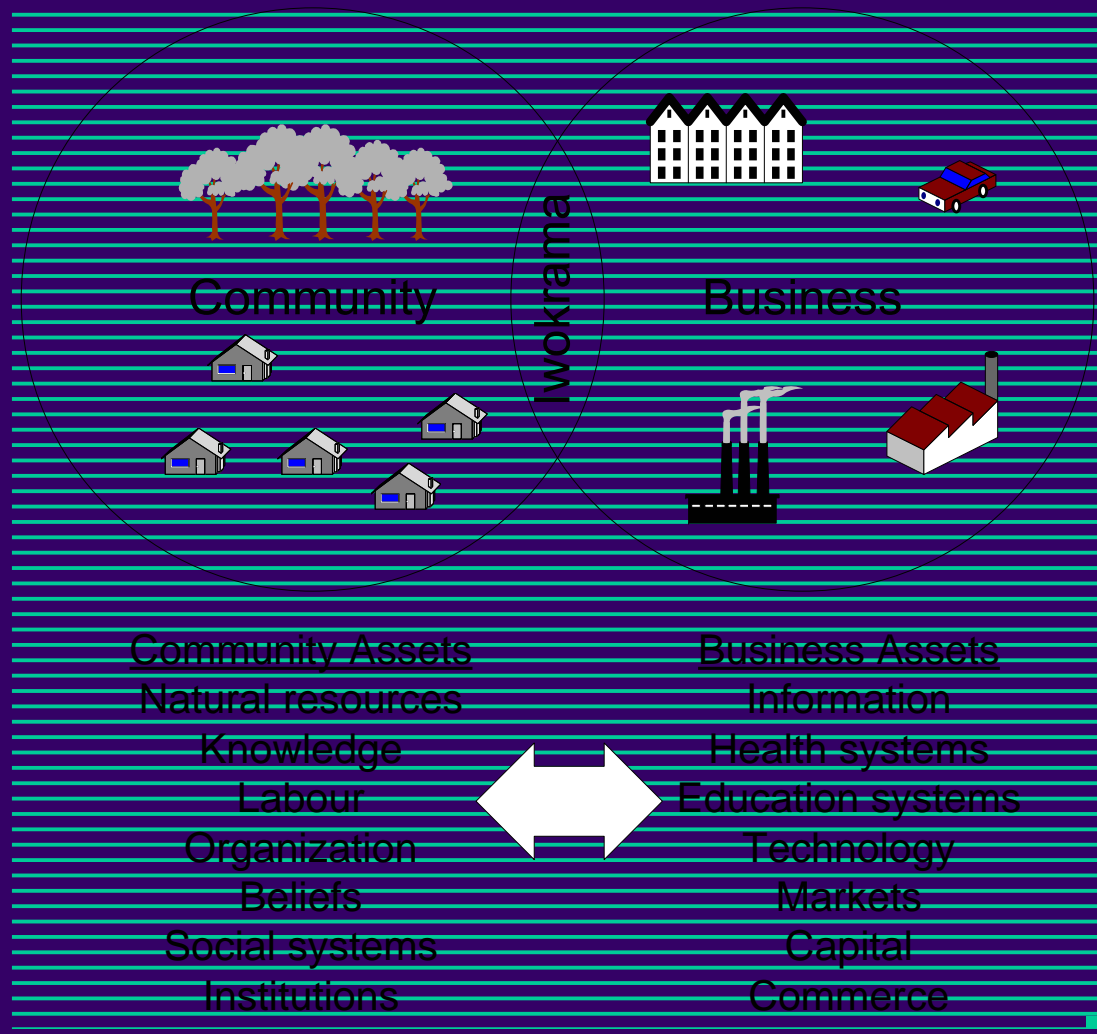 Community
Iwokrama
Business
Community Assets
Natural resources
Knowledge
Labour
Organization
Beliefs
Social systems
Institutions
Business Assets
Information
Health systems
Education systems
Technology
Markets
Capital
Commerce